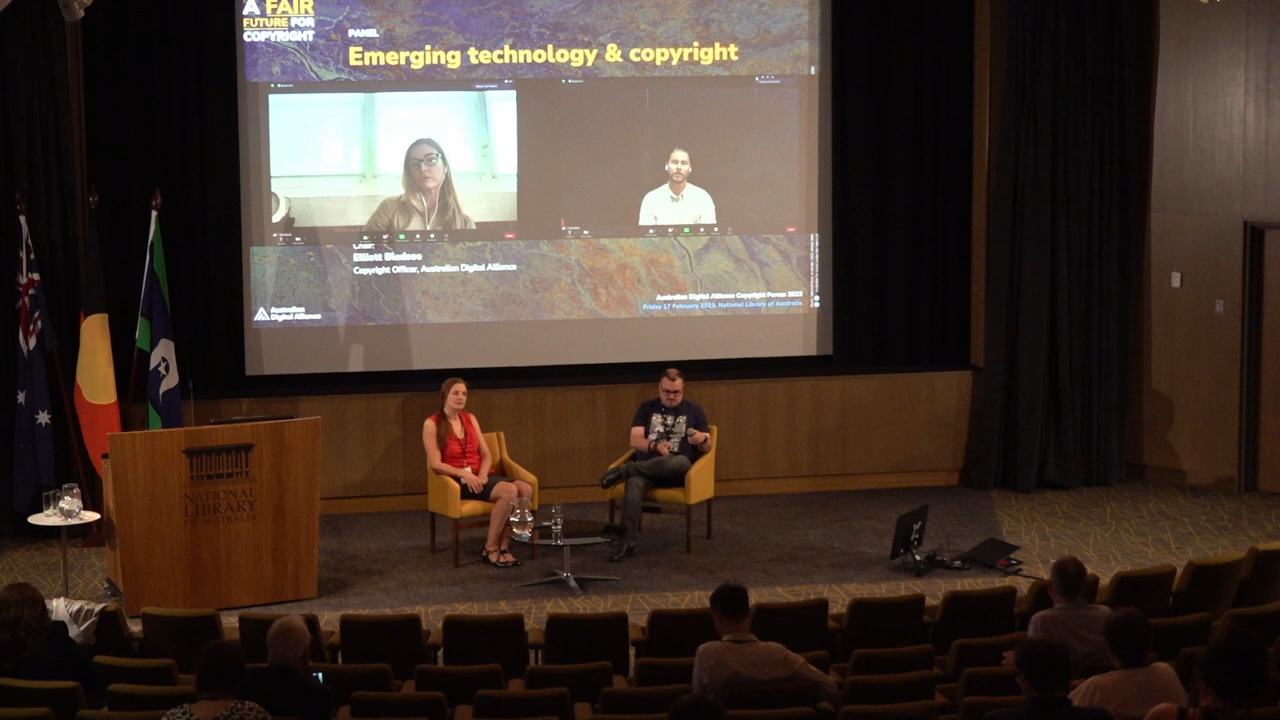 A FAIR
FUTURE FOR
COPYRIGHT
PANEL
Emerging technology & copyright
Chair:
Elliott Bledsoe
Copyright Officer, Australian Digital Alliance
Australian Digital Alliance Copyright Forum 2023
Friday 17 February 2023, National Library of Australia
Australian
Digital Alliance
NATIONAL
LIBRARY
OF AUSTRALIA